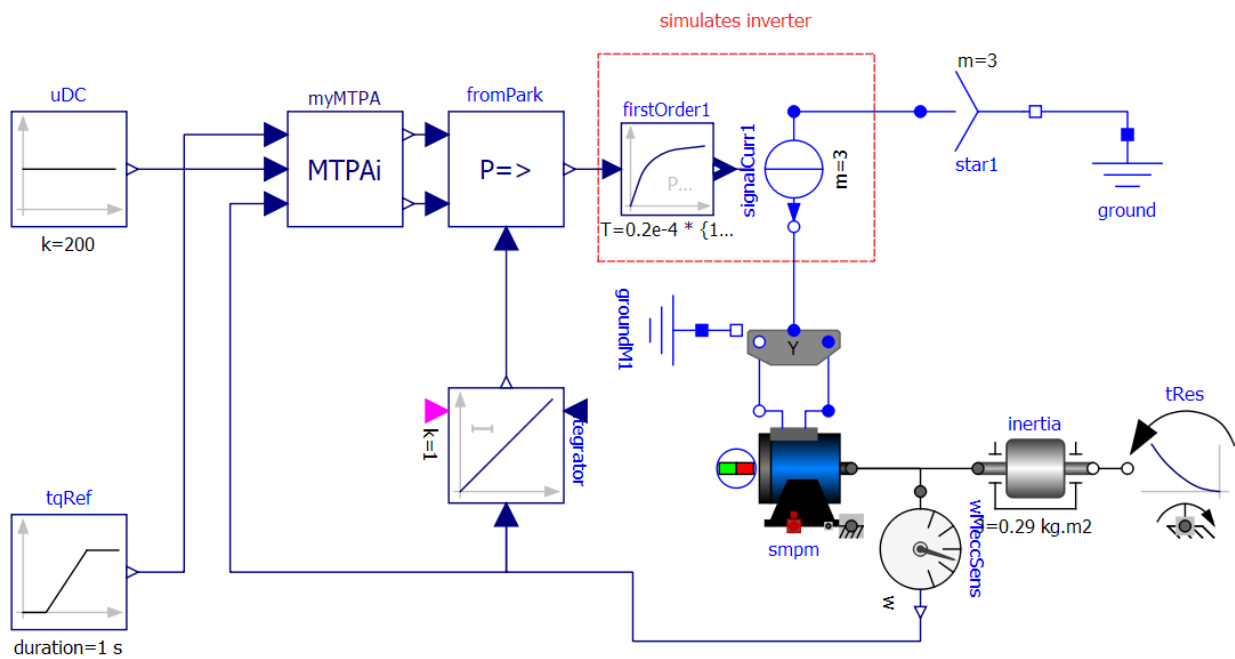 simulates inverter
m=3
uDC
myMTPA
fromPark
firstOrder1
MTPAi
P=>
P...
signalCurr1
m=3
star1
ground
k=200
T=0.2e-4 * {1...
groundM1
Y
tRes
inertia
I
k=1
tegrator
tqRef
smpm
wMeccSens
=0.29 kg.m2
w
duration=1 s